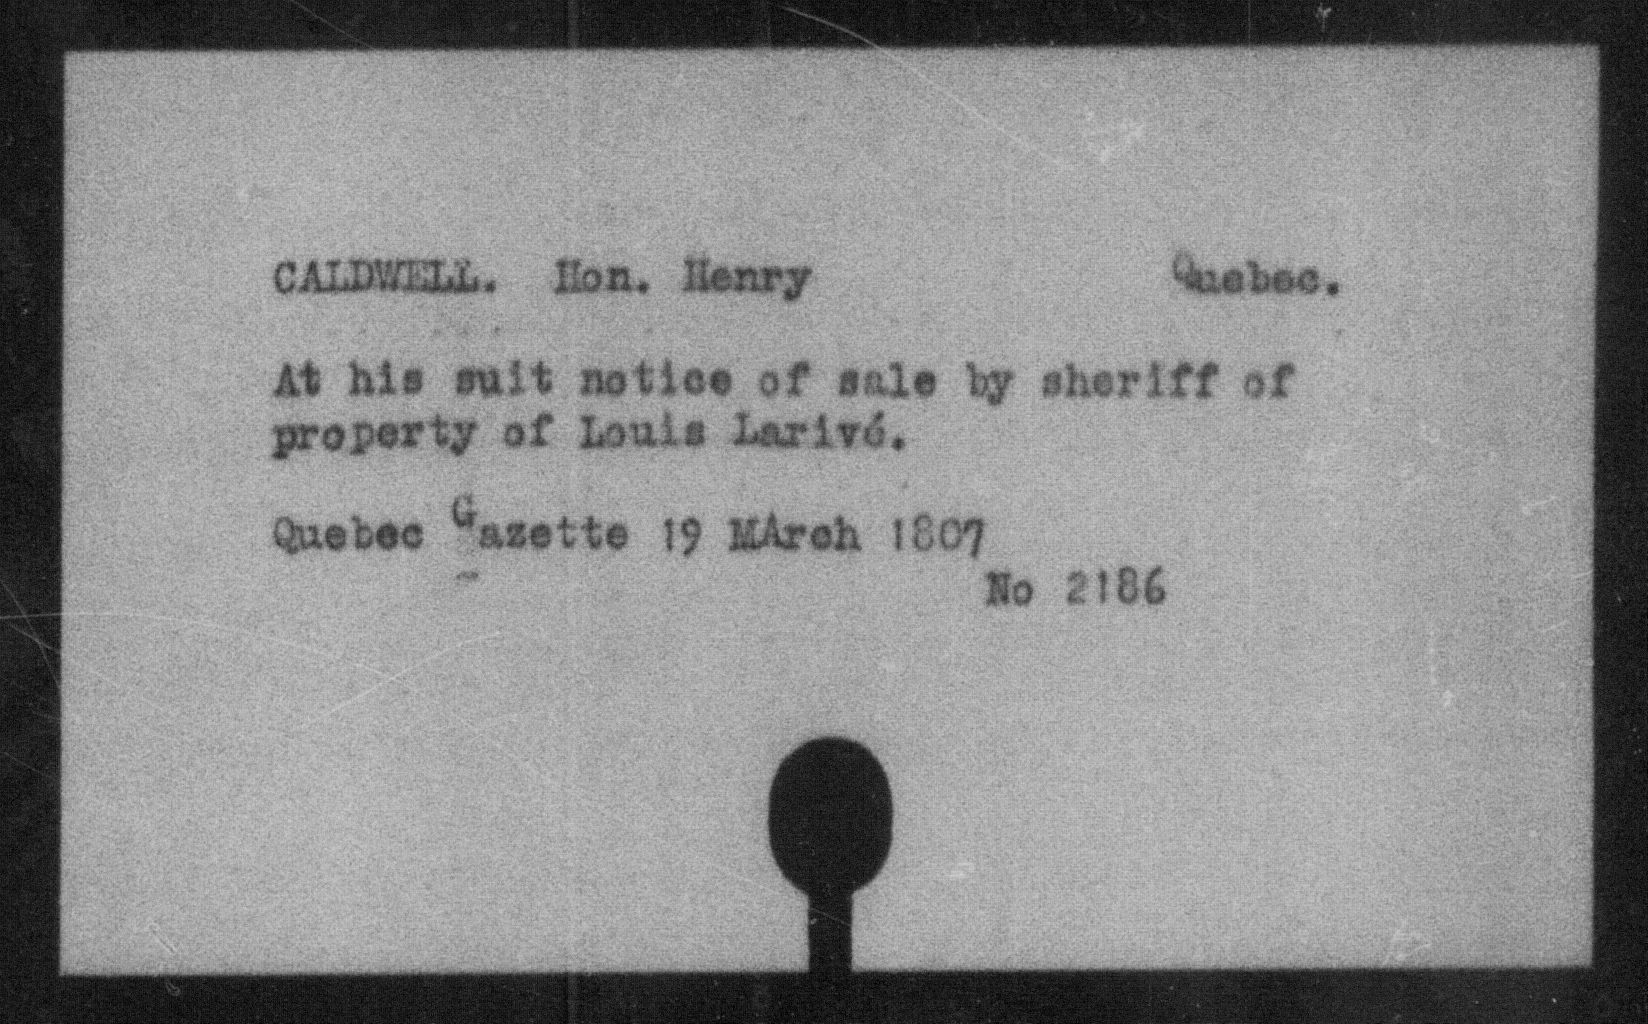 CALDWELL. Hon. Henry Quebec.
At his suit notice of sale by sheriff of
property of Louis Larivé.
Quebec Gazette 19 MArch 1807
No 2186